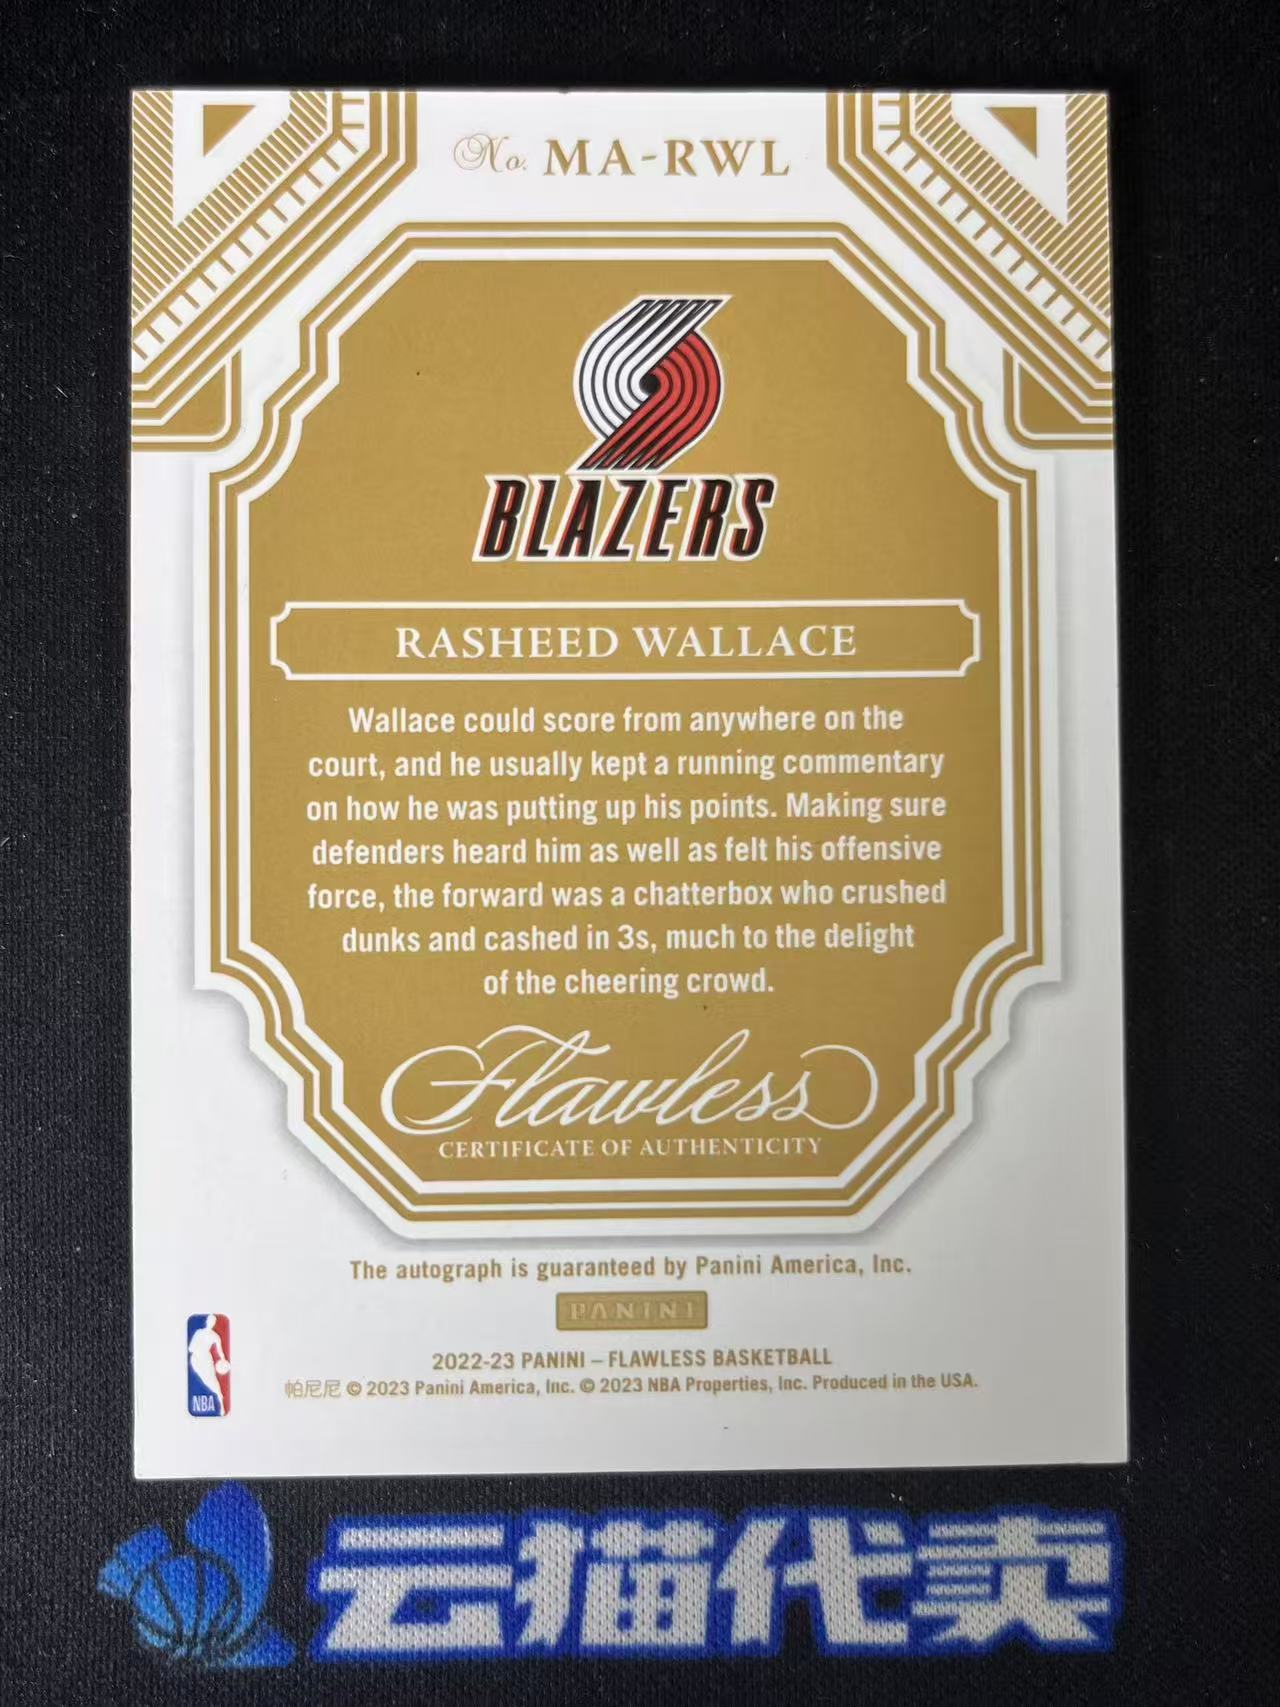 No. MA-RWL
BLAZERS
RASHEED WALLACE
Wallace could score from anywhere on the
court, and he usually kept a running commentary
on how he was putting up his points. Making sure
defenders heard him as well as felt his offensive
force, the forward was a chatterbox who crushed
dunks and cashed in 3s, much to the delight
of the cheering crowd.
Flawless
CERTIFICATE OF AUTHENTICITY
The autograph is guaranteed by Panini America, Inc.
PANINI
2022-23 PANINI – FLAWLESS BASKETBALL
帕尼尼 © 2023 Panini America, Inc. © 2023 NBA Properties, Inc. Produced in the USA.
NBA
云猫代卖